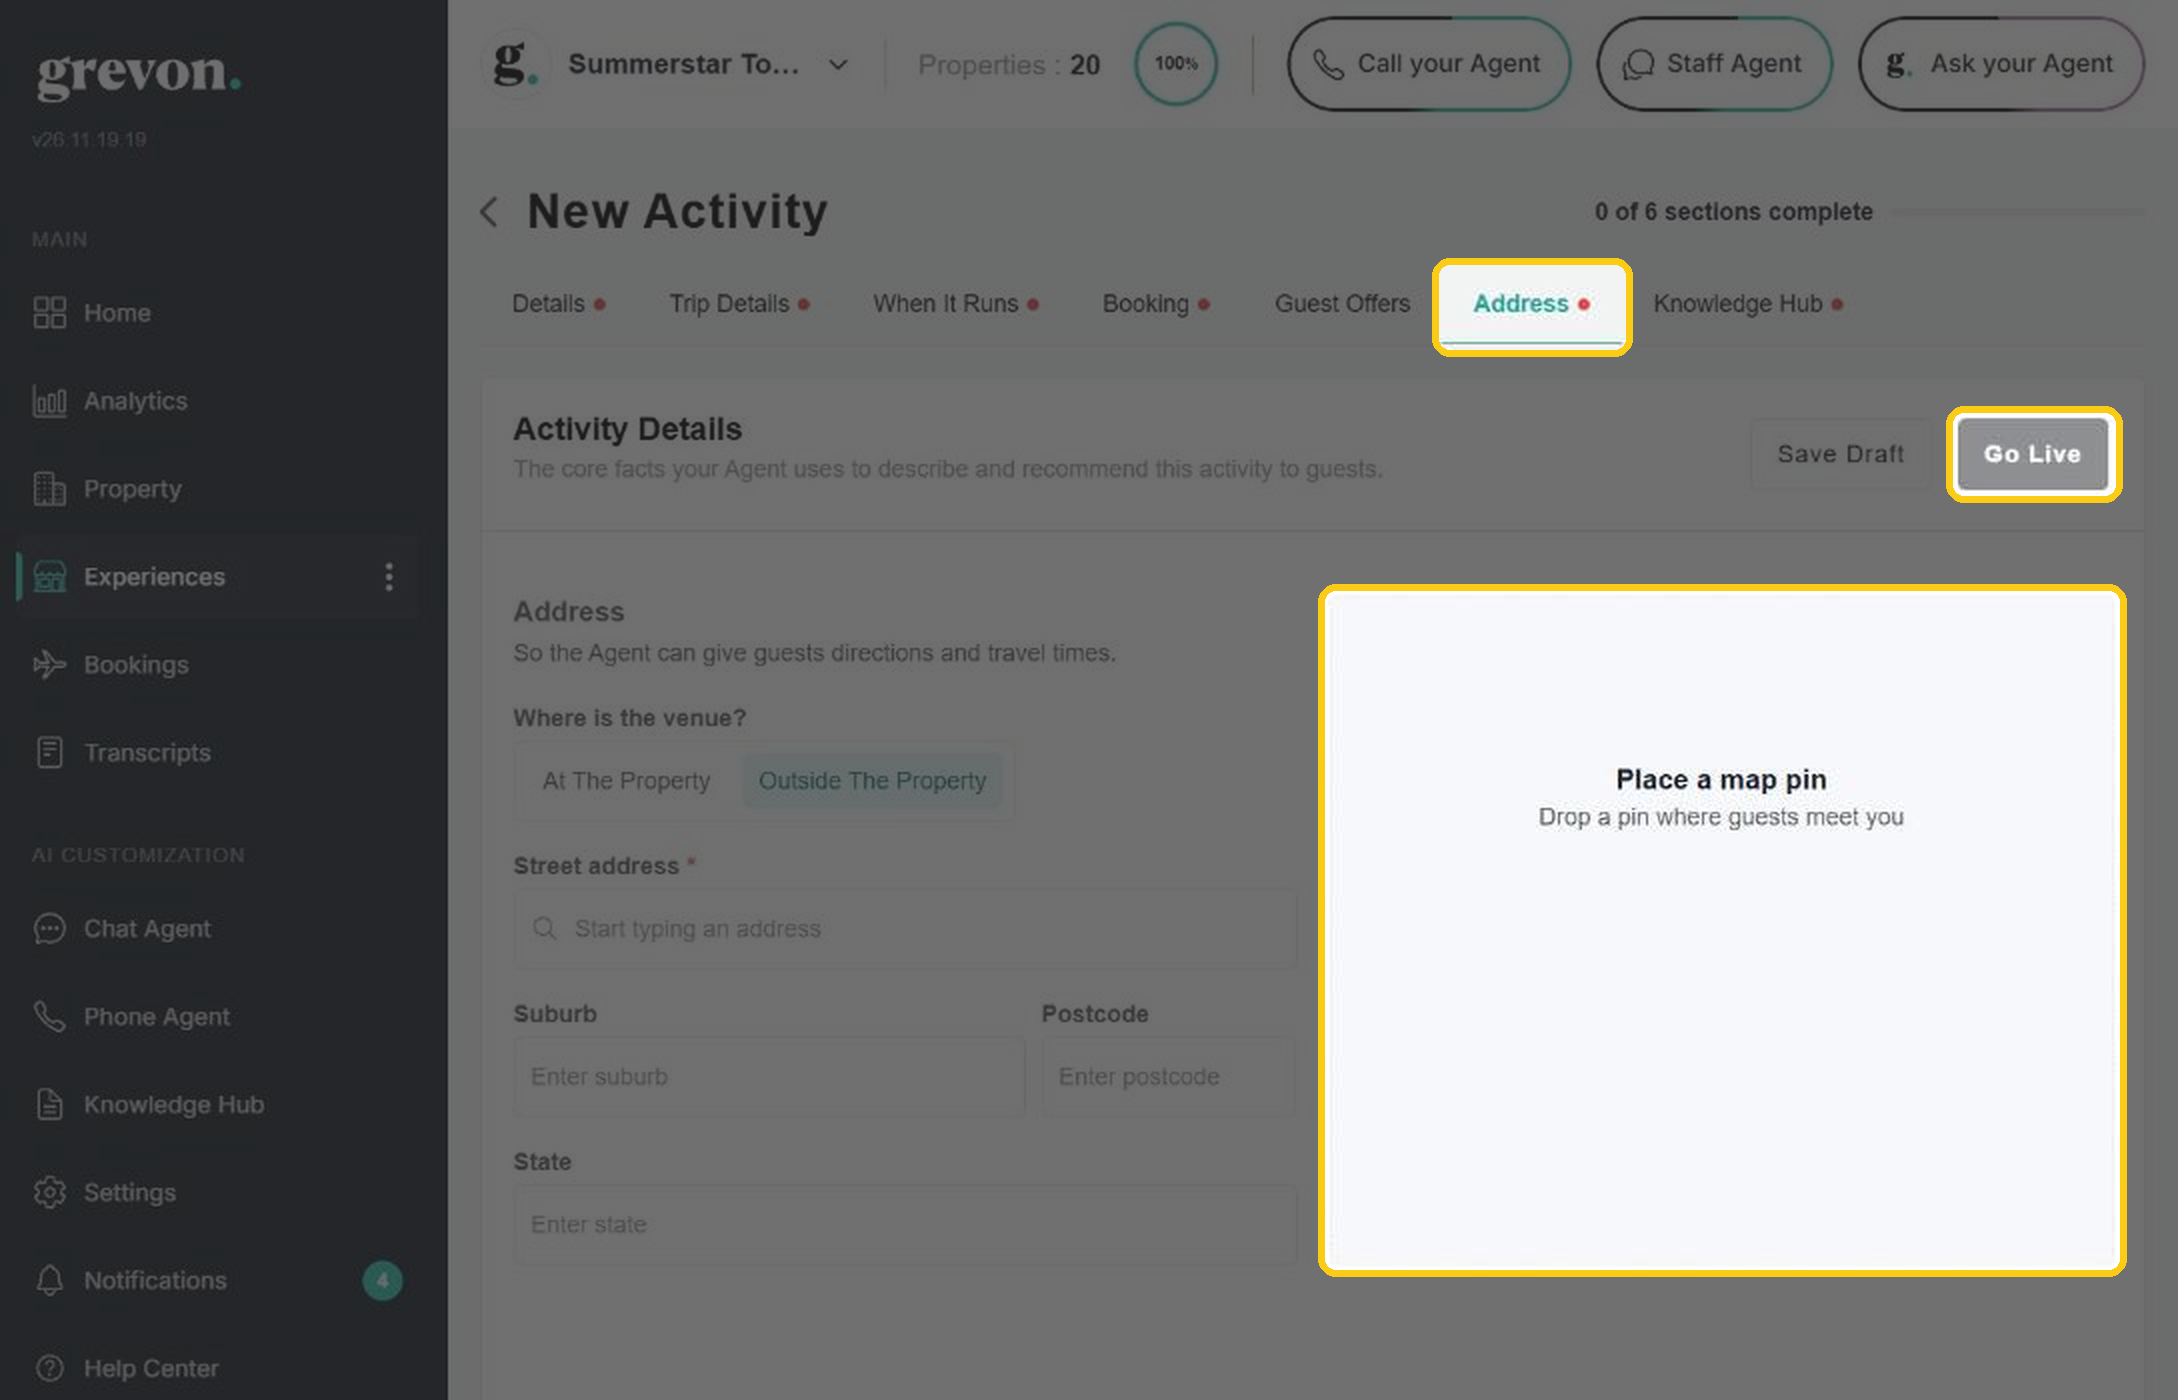 grevon.
v26.11.19.19
MAIN
Home
Analytics
Property
Experiences
Bookings
Transcripts
AI CUSTOMIZATION
Chat Agent
Phone Agent
Knowledge Hub
Settings
Notifications 4
Help Center
g. Summerstar To... Properties : 20 100% Call your Agent Staff Agent g. Ask your Agent
New Activity 0 of 6 sections complete
Details Trip Details When It Runs Booking Guest Offers Address Knowledge Hub
Activity Details
The core facts your Agent uses to describe and recommend this activity to guests.
Save Draft Go Live
Address
So the Agent can give guests directions and travel times.
Where is the venue?
At The Property Outside The Property
Street address *
Start typing an address
Suburb Postcode
Enter suburb Enter postcode
State
Enter state
Place a map pin
Drop a pin where guests meet you